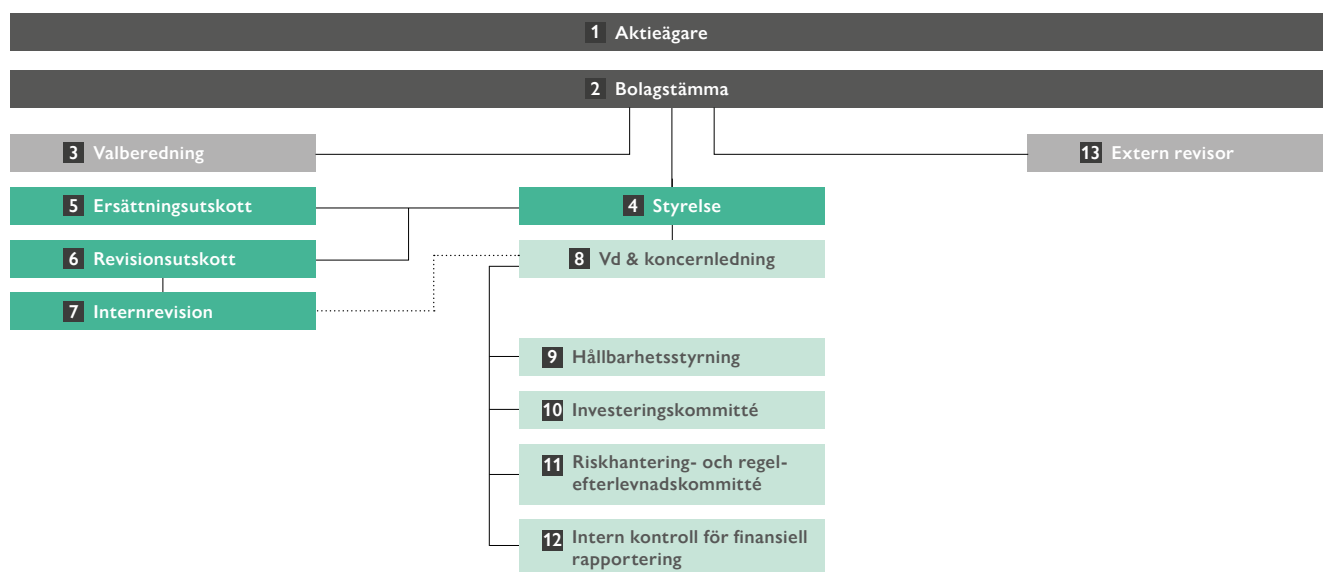 1 Aktieägare
2 Bolagstämma
3 Valberedning
13 Extern revisor
5 Ersättningsutskott
4 Styrelse
6 Revisionsutskott
8 Vd & koncernledning
7 Internrevision
9 Hållbarhetsstyrning
10 Investeringskommitté
11 Riskhantering- och regel-
efterlevnadskommitté
12 Intern kontroll för finansiell
rapportering